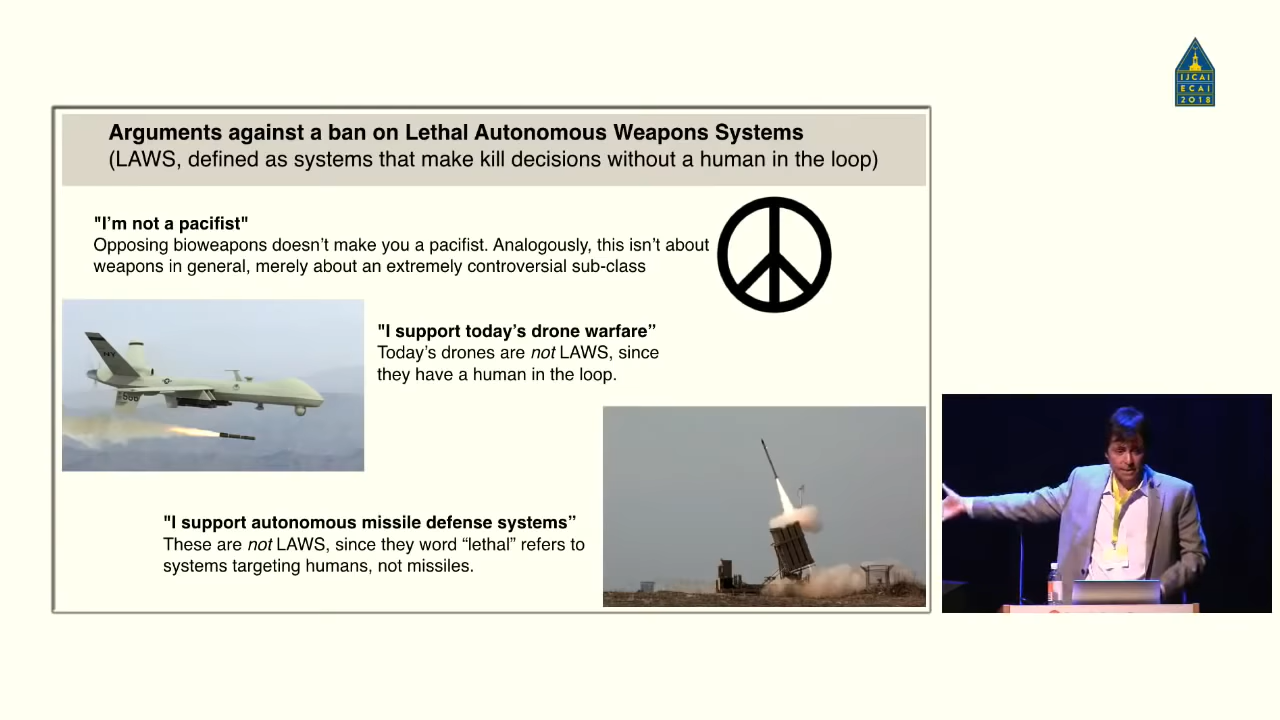 IJCAI
ECAI
2018
Arguments against a ban on Lethal Autonomous Weapons Systems
(LAWS, defined as systems that make kill decisions without a human in the loop)
"I'm not a pacifist"
Opposing bioweapons doesn't make you a pacifist. Analogously, this isn't about
weapons in general, merely about an extremely controversial sub-class
"I support today's drone warfare"
Today's drones are not LAWS, since
they have a human in the loop.
NY
"I support autonomous missile defense systems"
These are not LAWS, since they word “lethal” refers to
systems targeting humans, not missiles.